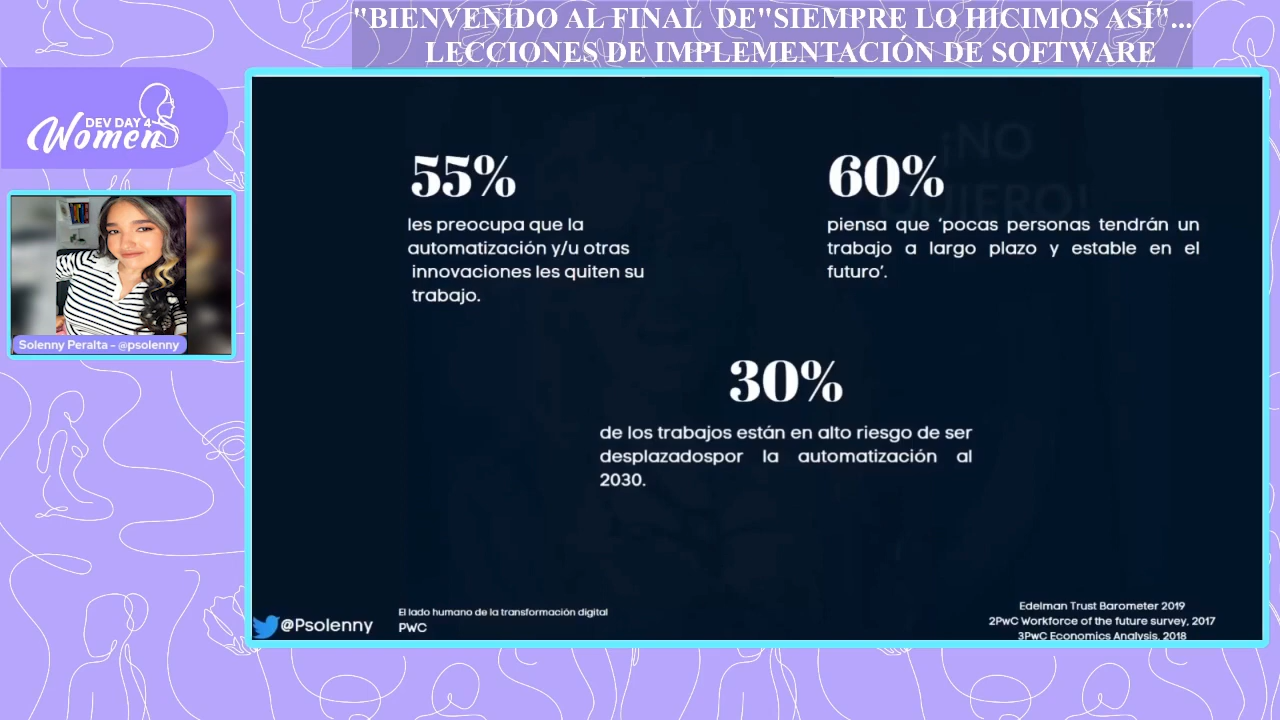 "BIENVENIDO AL FINAL DE"SIEMPRE LO HICIMOS ASÍ"...
LECCIONES DE IMPLEMENTACIÓN DE SOFTWARE
DEV DAY 4
Women
Solenny Peralta - @psolenny
¡NO
QUIERO!
55%
les preocupa que la
automatización y/u otras
innovaciones les quiten su
trabajo.
60%
piensa que ‘pocas personas tendrán un
trabajo a largo plazo y estable en el
futuro’.
30%
de los trabajos están en alto riesgo de ser
desplazadospor la automatización al
2030.
@Psolenny
El lado humano de la transformación digital
PWC
Edelman Trust Barometer 2019
2PwC Workforce of the future survey, 2017
3PwC Economics Analysis, 2018